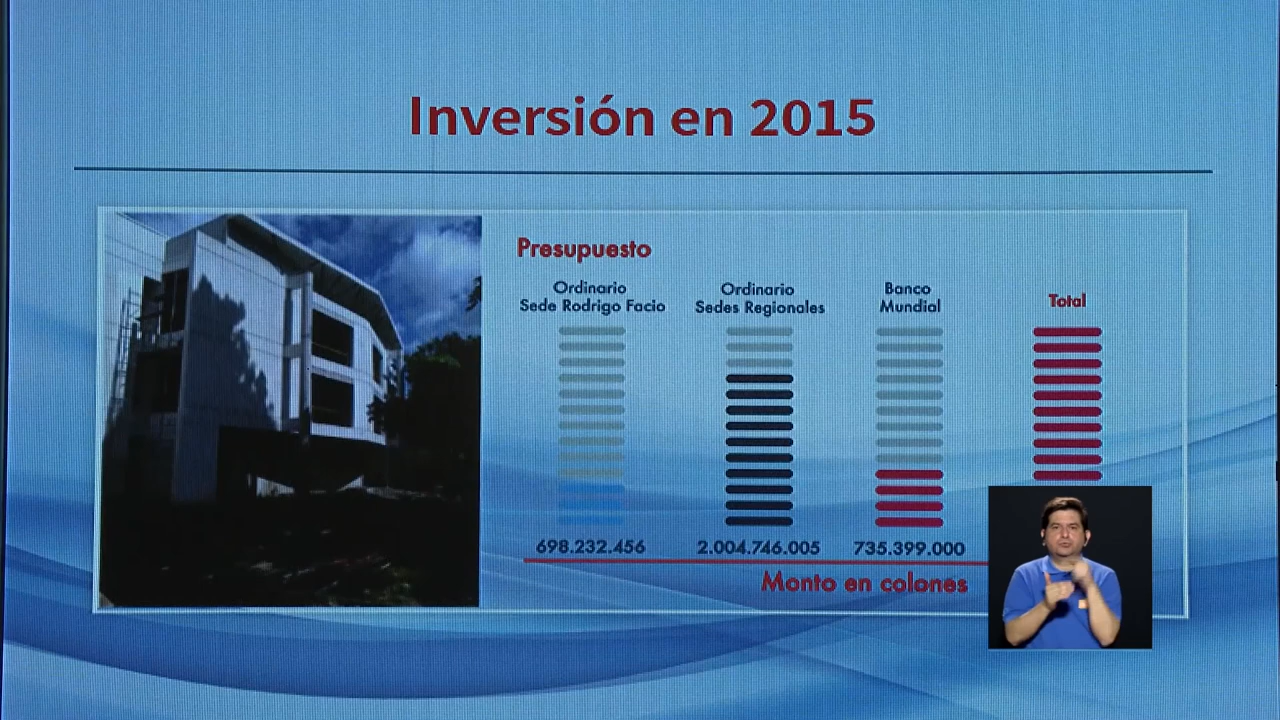 Inversión en 2015
Presupuesto
Ordinario
Sede Rodrigo Facio
Ordinario
Sedes Regionales
Banco
Mundial
Total
698.232.456
2.004.746.005
735.399.000
Monto en colones